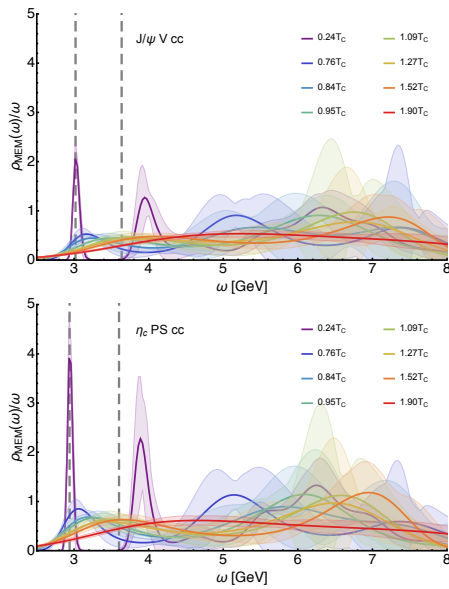 5
4
3
2
1
0
ρMEM(ω)/ω
J/ψ V cc
0.24TC 1.09TC
0.76TC 1.27TC
0.84TC 1.52TC
0.95TC 1.90TC
3 4 5 6 7 8
ω [GeV]
5
4
3
2
1
0
ρMEM(ω)/ω
ηc PS cc
0.24TC 1.09TC
0.76TC 1.27TC
0.84TC 1.52TC
0.95TC 1.90TC
3 4 5 6 7 8
ω [GeV]